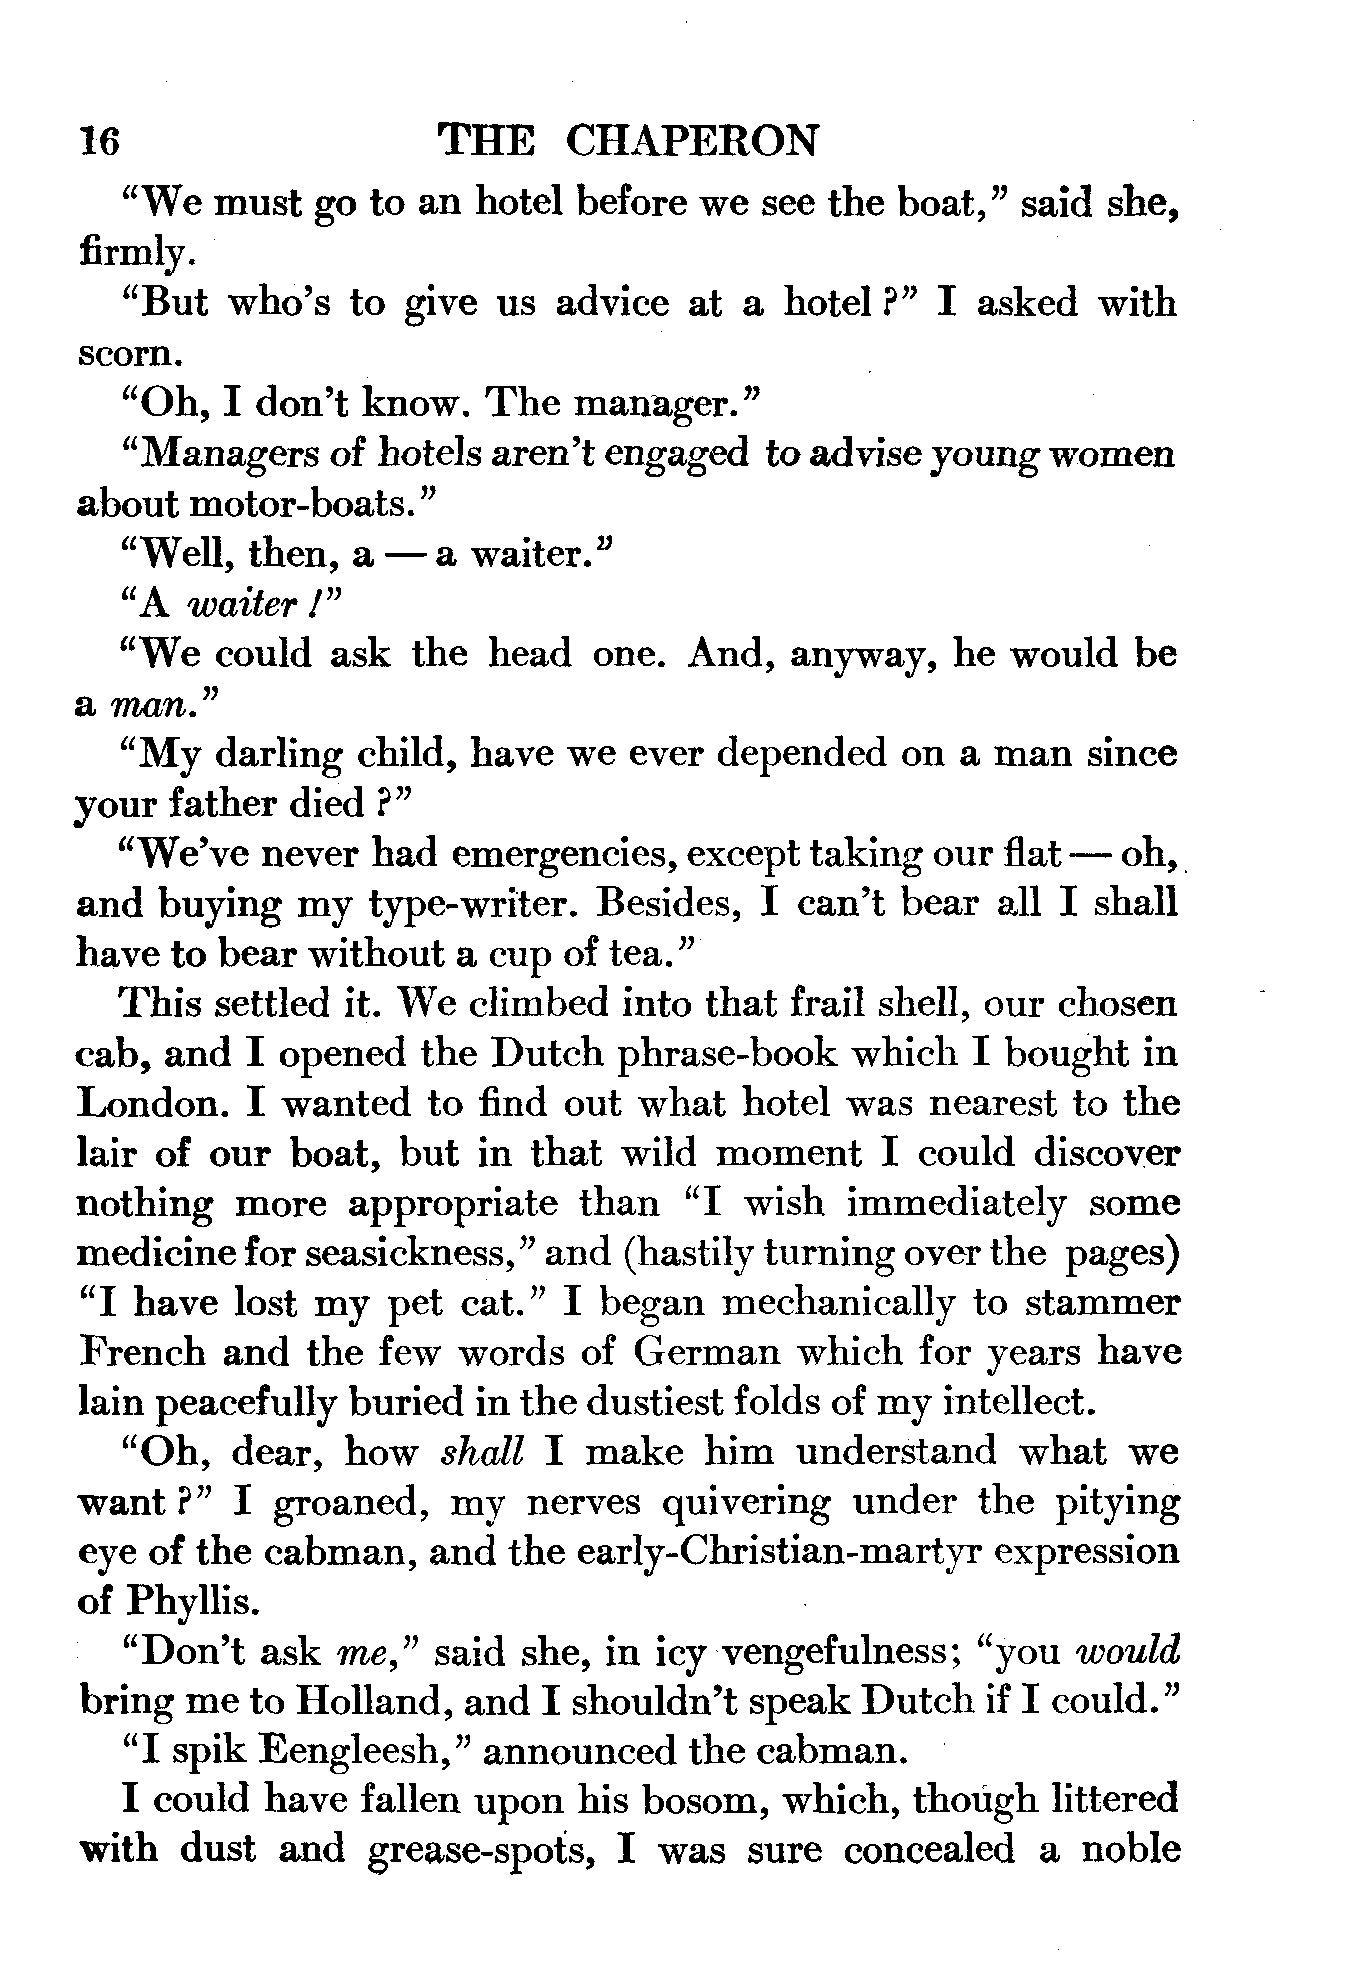 16 THE CHAPERON
“We must go to an hotel before we see the boat,” said she,
firmly.
“But who’s to give us advice at a hotel?” I asked with
scorn.
“Oh, I don’t know. The manager.”
“Managers of hotels aren’t engaged to advise young women
about motor-boats.”
“Well, then, a — a waiter.”
“A waiter!”
“We could ask the head one. And, anyway, he would be
a man.”
“My darling child, have we ever depended on a man since
your father died?”
“We’ve never had emergencies, except taking our flat — oh,
and buying my type-writer. Besides, I can’t bear all I shall
have to bear without a cup of tea.”
This settled it. We climbed into that frail shell, our chosen
cab, and I opened the Dutch phrase-book which I bought in
London. I wanted to find out what hotel was nearest to the
lair of our boat, but in that wild moment I could discover
nothing more appropriate than “I wish immediately some
medicine for seasickness,” and (hastily turning over the pages)
“I have lost my pet cat.” I began mechanically to stammer
French and the few words of German which for years have
lain peacefully buried in the dustiest folds of my intellect.
“Oh, dear, how shall I make him understand what we
want?” I groaned, my nerves quivering under the pitying
eye of the cabman, and the early-Christian-martyr expression
of Phyllis.
“Don’t ask me,” said she, in icy vengefulness; “you would
bring me to Holland, and I shouldn’t speak Dutch if I could.”
“I spik Eengleesh,” announced the cabman.
I could have fallen upon his bosom, which, though littered
with dust and grease-spots, I was sure concealed a noble